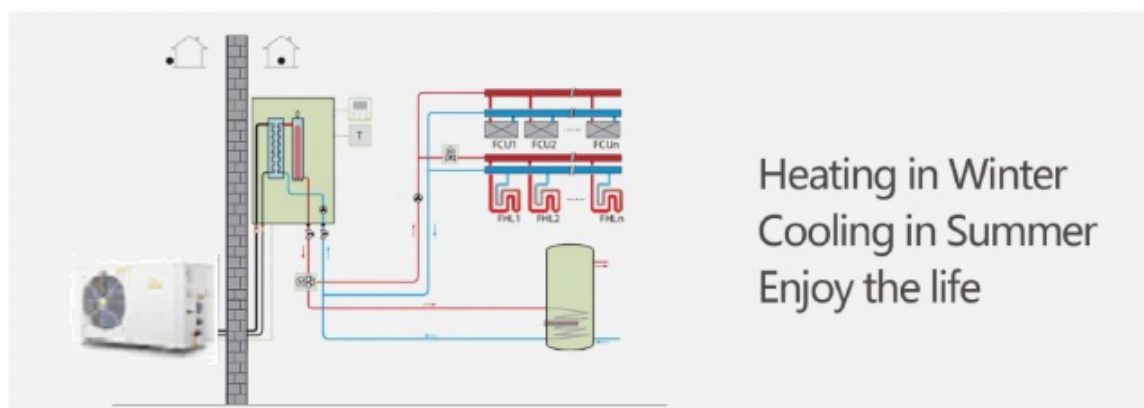 T
FCU1 FCU2 FCUn
FHL1 FHL2 FHLn
Heating in Winter
Cooling in Summer
Enjoy the life